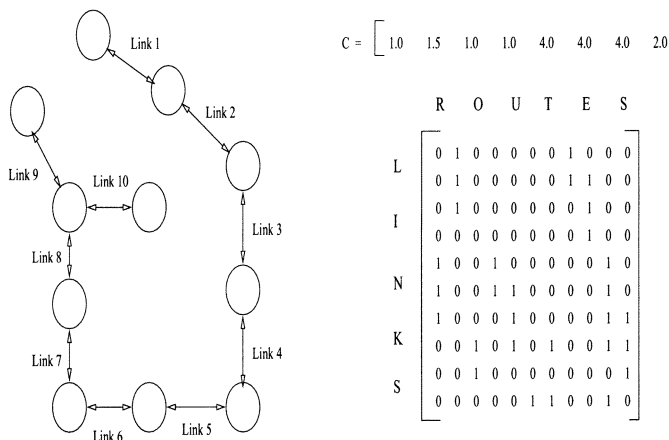 Link 1
Link 2
Link 9
Link 10
Link 3
Link 8
Link 7
Link 4
Link 6
Link 5
C = [ 1.0 1.5 1.0 1.0 4.0 4.0 4.0 2.0
R O U T E S
L
I
N
K
S
0 1 0 0 0 0 0 1 0 0 0
0 1 0 0 0 0 0 1 1 0 0
0 1 0 0 0 0 0 0 1 0 0
0 0 0 0 0 0 0 0 1 0 0
1 0 0 1 0 0 0 0 0 1 0
1 0 0 1 1 0 0 0 0 1 0
1 0 0 0 1 0 0 0 0 1 1
0 0 1 0 1 0 1 0 0 1 1
0 0 1 0 0 0 0 0 0 0 1
0 0 0 0 0 1 1 0 0 1 0